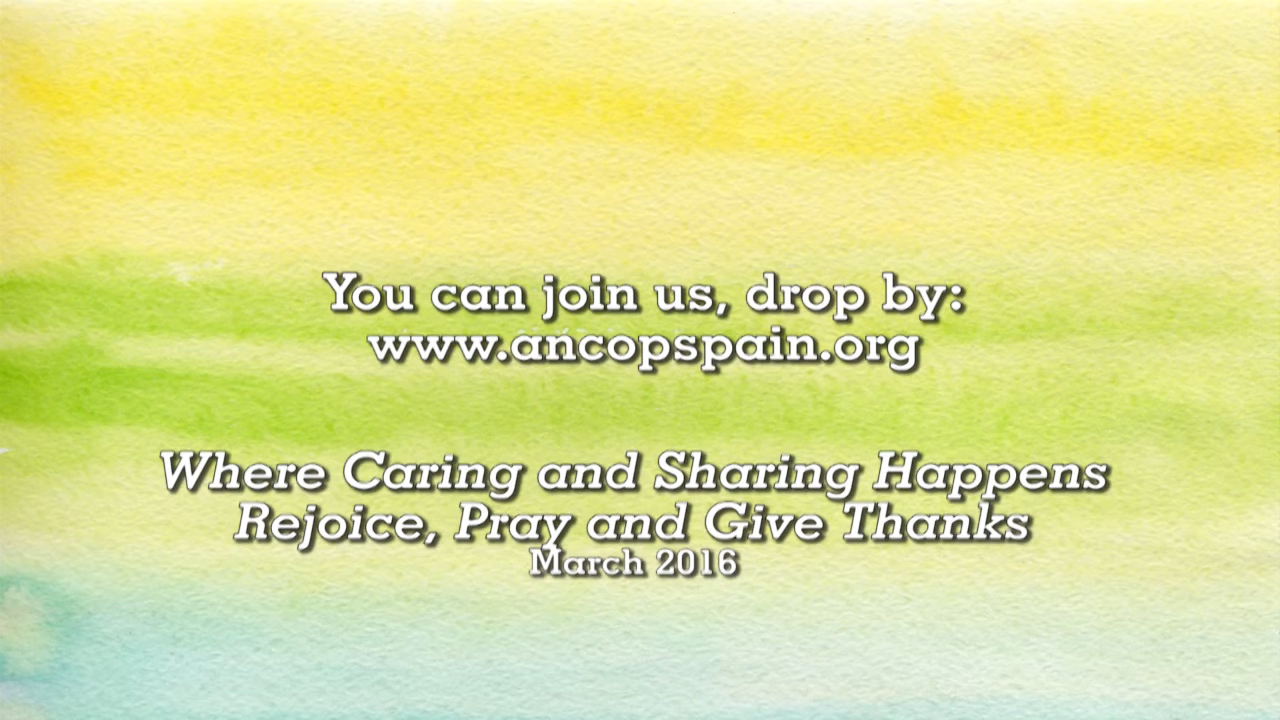 You can join us, drop by:
www.ancopspain.org
Where Caring and Sharing Happens
Rejoice, Pray and Give Thanks
March 2016